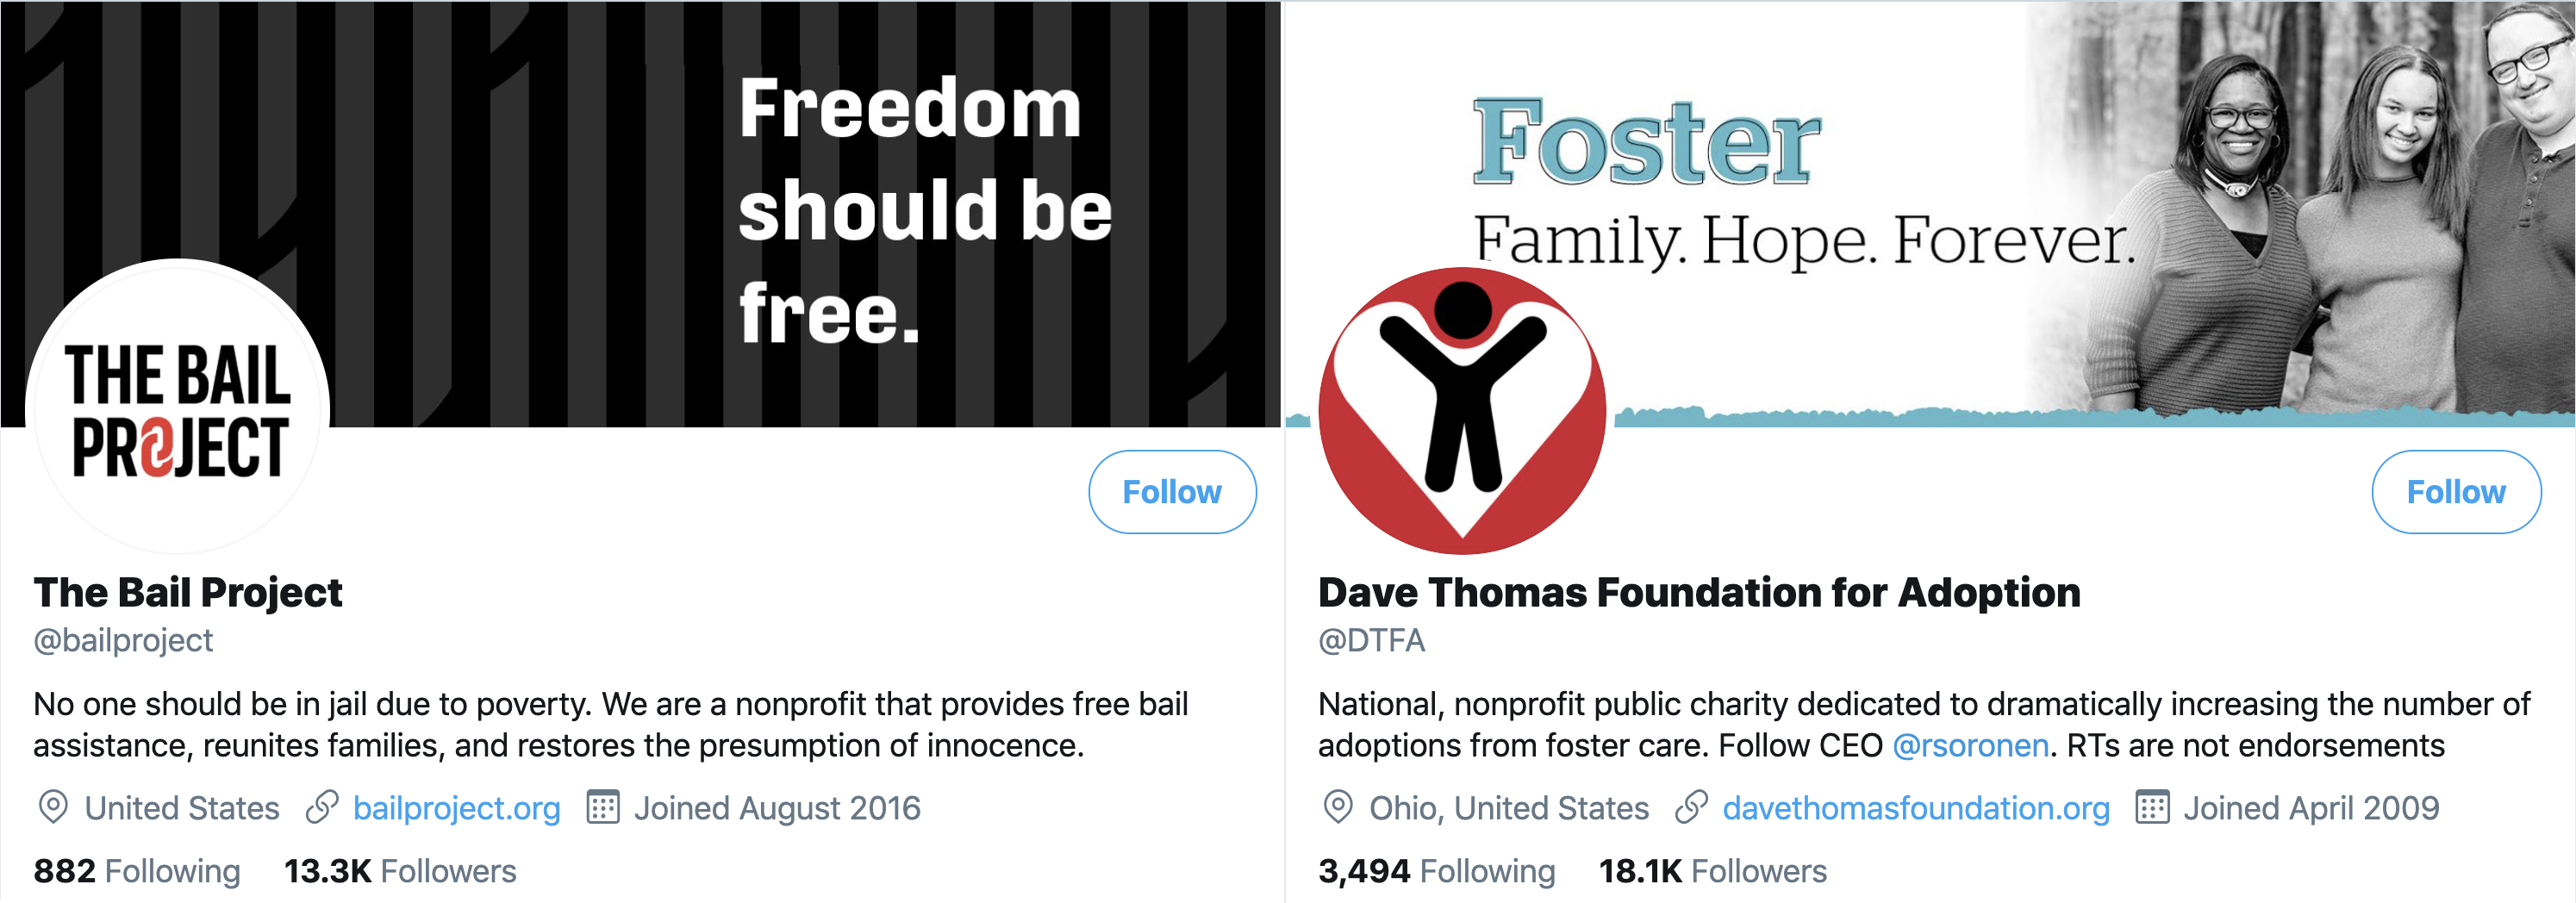 Freedom
should be
free.
THE BAIL
PROJECT
Follow
The Bail Project
@bailproject
No one should be in jail due to poverty. We are a nonprofit that provides free bail
assistance, reunites families, and restores the presumption of innocence.
United States bailproject.org Joined August 2016
882 Following 13.3K Followers
Foster
Family. Hope. Forever.
Follow
Dave Thomas Foundation for Adoption
@DTFA
National, nonprofit public charity dedicated to dramatically increasing the number of
adoptions from foster care. Follow CEO @rsoronen. RTs are not endorsements
Ohio, United States davethomasfoundation.org Joined April 2009
3,494 Following 18.1K Followers